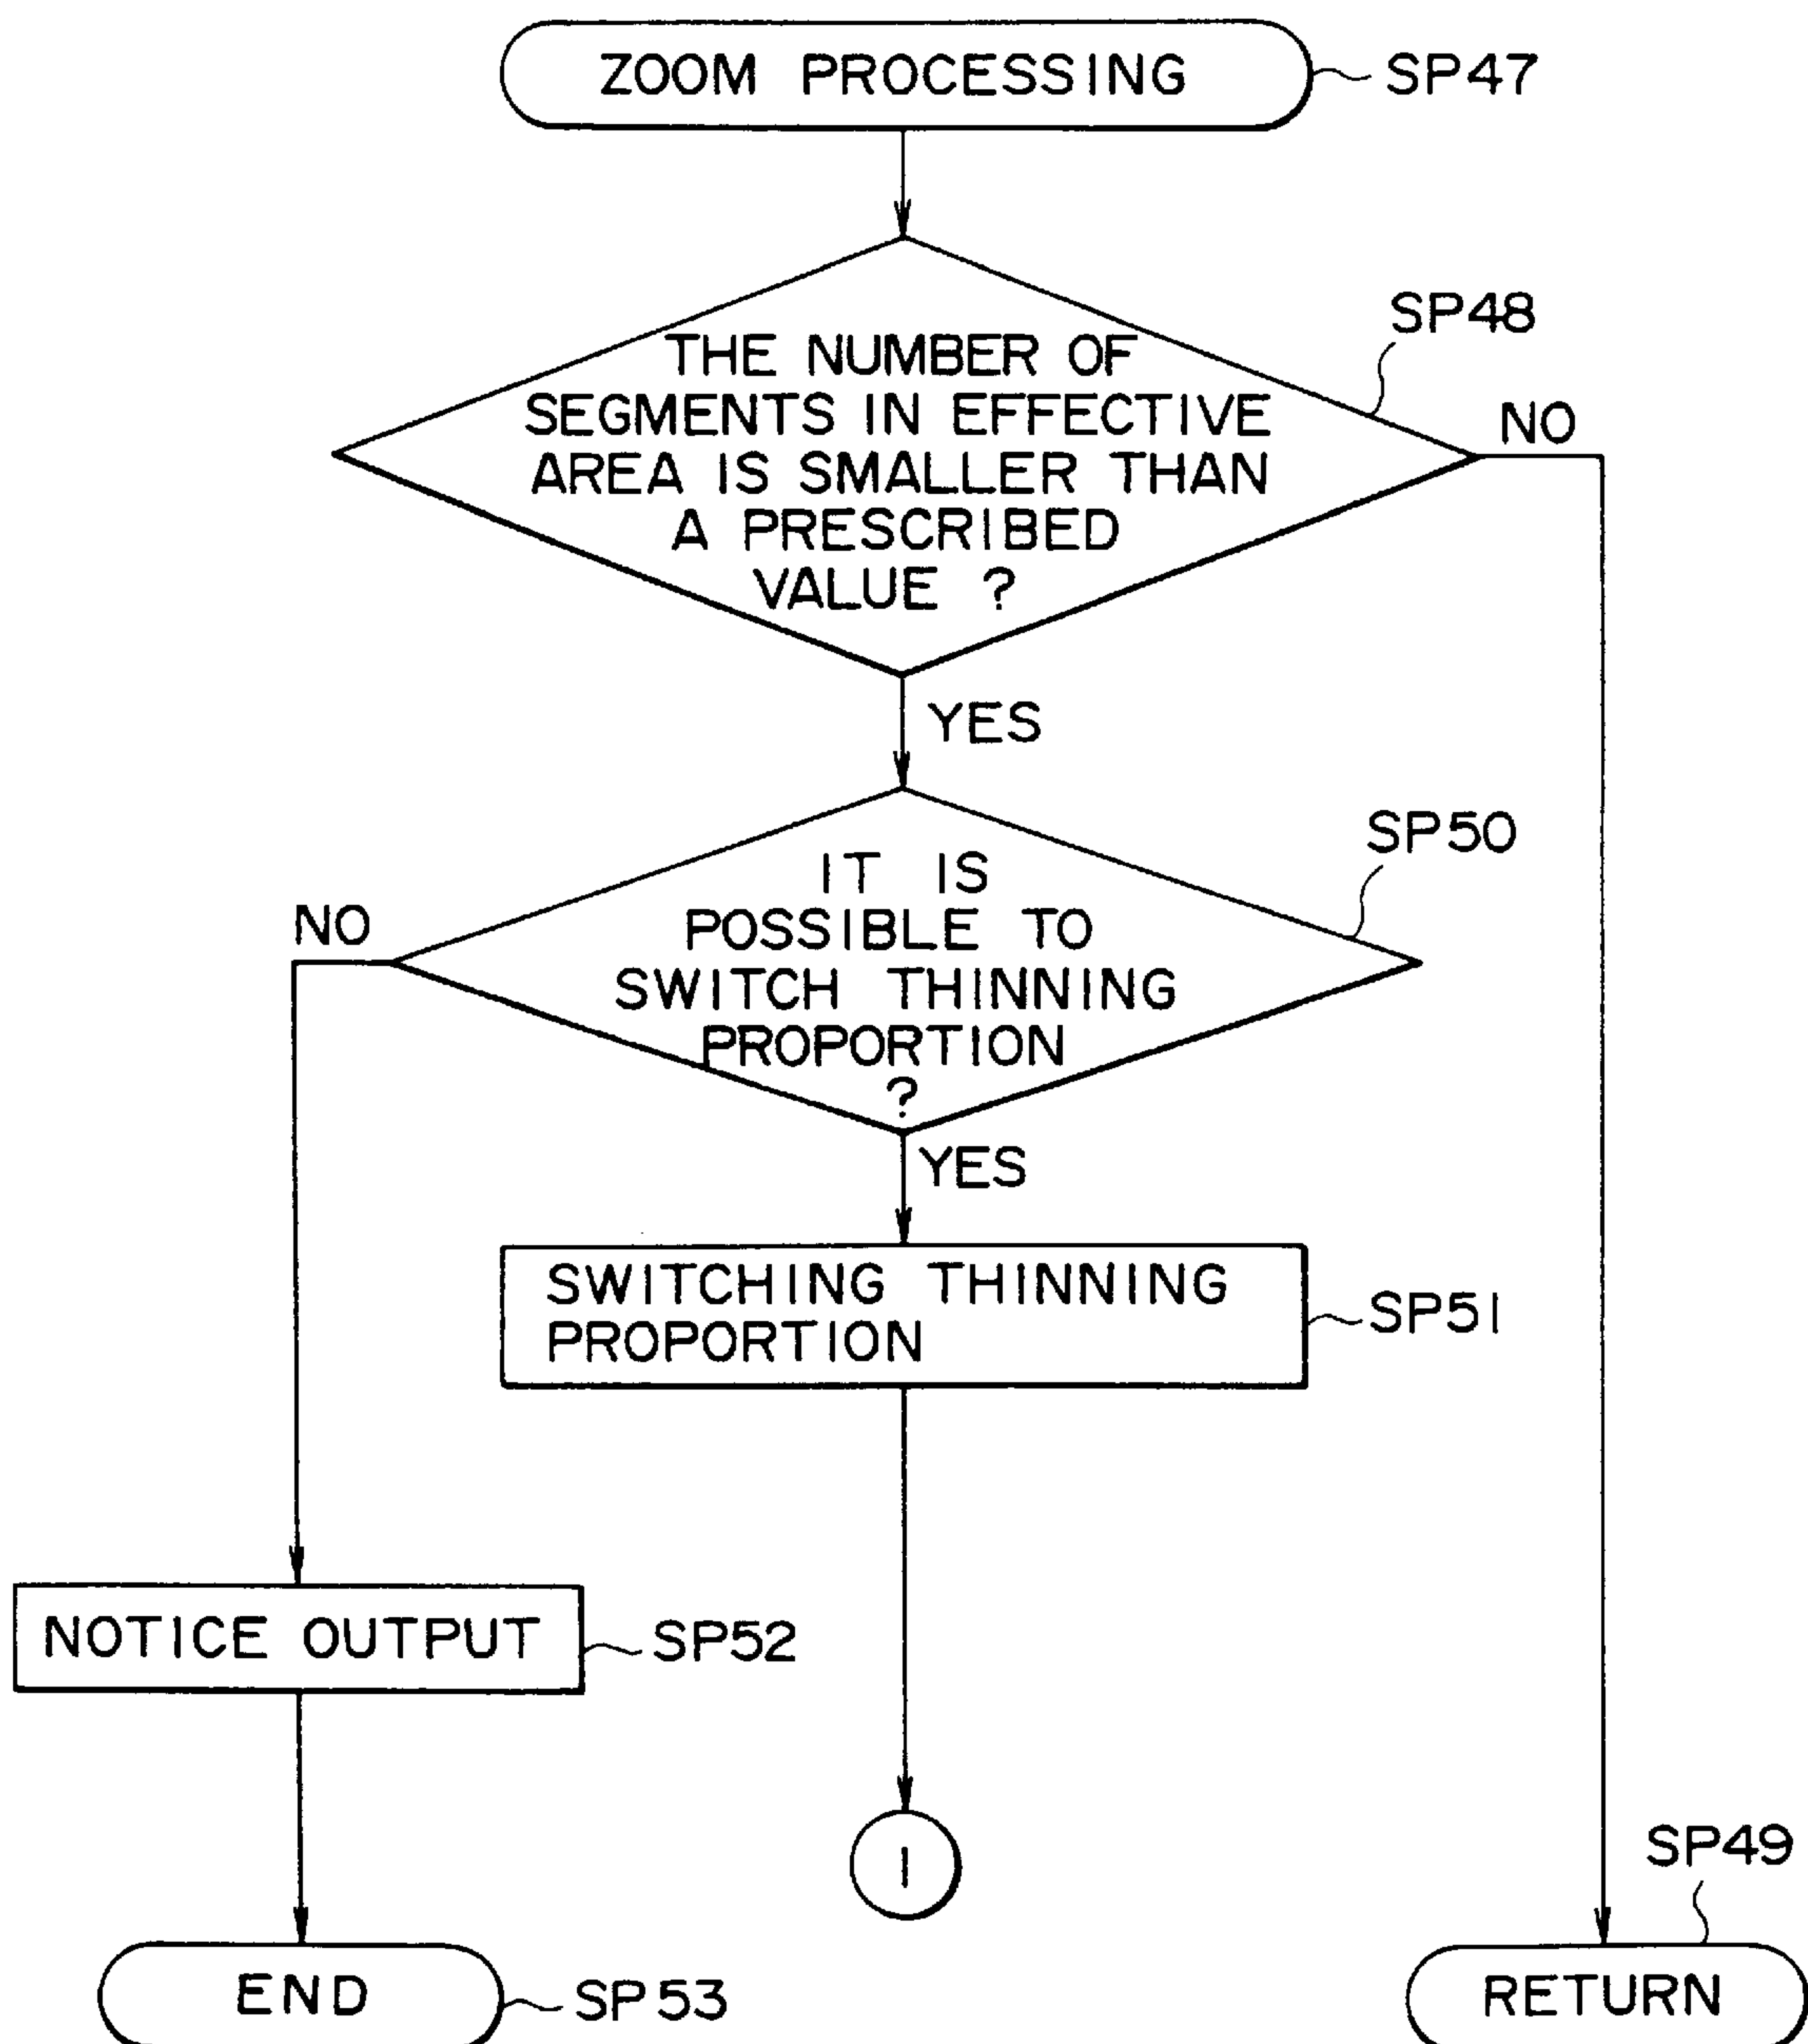 ZOOM PROCESSING
SP47
SP48
THE NUMBER OF
SEGMENTS IN EFFECTIVE
AREA IS SMALLER THAN
A PRESCRIBED
VALUE ?
NO
YES
SP50
IT IS
POSSIBLE TO
SWITCH THINNING
PROPORTION
?
NO
YES
SWITCHING THINNING
PROPORTION
SP51
NOTICE OUTPUT
SP52
1
SP49
END
SP53
RETURN